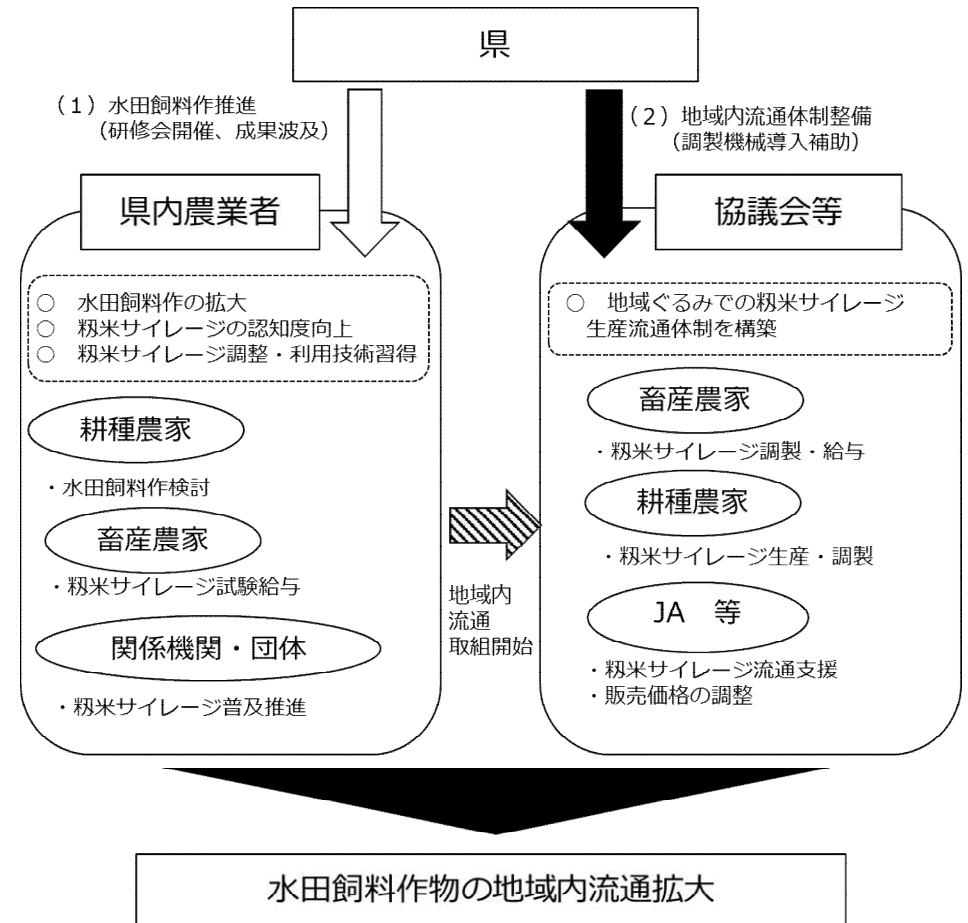 県
(1)水田飼料作推進
(研修会開催、成果波及)
(2)地域内流通体制整備
(調製機械導入補助)
県内農業者
○ 水田飼料作の拡大
○ 籾米サイレージの認知度向上
○ 籾米サイレージ調整・利用技術習得
耕種農家
・水田飼料作検討
畜産農家
・籾米サイレージ試験給与
関係機関・団体
・籾米サイレージ普及推進
地域内
流通
取組開始
協議会等
○ 地域ぐるみでの籾米サイレージ
生産流通体制を構築
畜産農家
・籾米サイレージ調製・給与
耕種農家
・籾米サイレージ生産・調製
JA 等
・籾米サイレージ流通支援
・販売価格の調整
水田飼料作物の地域内流通拡大